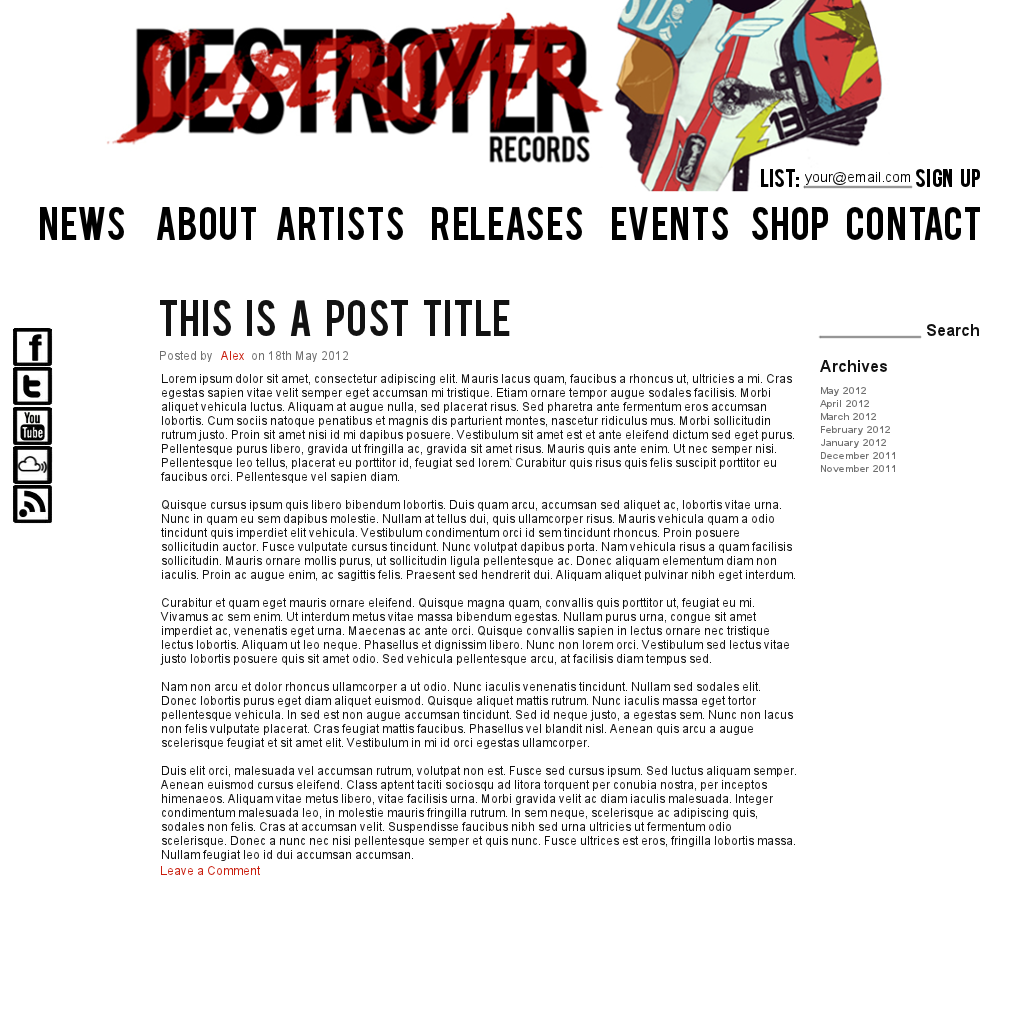 DESTROYER
RECORDS
SD
13
LIST: your@email.com SIGN UP
NEWS ABOUT ARTISTS RELEASES EVENTS SHOP CONTACT
THIS IS A POST TITLE
Posted by Alex on 18th May 2012
Lorem ipsum dolor sit amet, consectetur adipiscing elit. Mauris lacus quam, faucibus a rhoncus ut, ultricies a mi. Cras
egestas sapien vitae velit semper eget accumsan mi tristique. Etiam ornare tempor augue sodales facilisis. Morbi
aliquet vehicula luctus. Aliquam at augue nulla, sed placerat risus. Sed pharetra ante fermentum eros accumsan
lobortis. Cum sociis natoque penatibus et magnis dis parturient montes, nascetur ridiculus mus. Morbi sollicitudin
rutrum justo. Proin sit amet nisi id mi dapibus posuere. Vestibulum sit amet est et ante eleifend dictum sed eget purus.
Pellentesque purus libero, gravida ut fringilla ac, gravida sit amet risus. Mauris quis ante enim. Ut nec semper nisi.
Pellentesque leo tellus, placerat eu porttitor id, feugiat sed lorem. Curabitur quis risus quis felis suscipit porttitor eu
faucibus orci. Pellentesque vel sapien diam.
Quisque cursus ipsum quis libero bibendum lobortis. Duis quam arcu, accumsan sed aliquet ac, lobortis vitae urna.
Nunc in quam eu sem dapibus molestie. Nullam at tellus dui, quis ullamcorper risus. Mauris vehicula quam a odio
tincidunt quis imperdiet elit vehicula. Vestibulum condimentum orci id sem tincidunt rhoncus. Proin posuere
sollicitudin auctor. Fusce vulputate cursus tincidunt. Nunc volutpat dapibus porta. Nam vehicula risus a quam facilisis
sollicitudin. Mauris ornare mollis purus, ut sollicitudin ligula pellentesque ac. Donec aliquam elementum diam non
iaculis. Proin ac augue enim, ac sagittis felis. Praesent sed hendrerit dui. Aliquam aliquet pulvinar nibh eget interdum.
Curabitur et quam eget mauris ornare eleifend. Quisque magna quam, convallis quis porttitor ut, feugiat eu mi.
Vivamus ac sem enim. Ut interdum metus vitae massa bibendum egestas. Nullam purus urna, congue sit amet
imperdiet ac, venenatis eget urna. Maecenas ac ante orci. Quisque convallis sapien in lectus ornare nec tristique
lectus lobortis. Aliquam ut leo neque. Phasellus et dignissim libero. Nunc non lorem orci. Vestibulum sed lectus vitae
justo lobortis posuere quis sit amet odio. Sed vehicula pellentesque arcu, at facilisis diam tempus sed.
Nam non arcu et dolor rhoncus ullamcorper a ut odio. Nunc iaculis venenatis tincidunt. Nullam sed sodales elit.
Donec lobortis purus eget diam aliquet euismod. Quisque aliquet mattis rutrum. Nunc iaculis massa eget tortor
pellentesque vehicula. In sed est non augue accumsan tincidunt. Sed id neque justo, a egestas sem. Nunc non lacus
non felis vulputate placerat. Cras feugiat mattis faucibus. Phasellus vel blandit nisl. Aenean quis arcu a augue
scelerisque feugiat et sit amet elit. Vestibulum in mi id orci egestas ullamcorper.
Duis elit orci, malesuada vel accumsan rutrum, volutpat non est. Fusce sed cursus ipsum. Sed luctus aliquam semper.
Aenean euismod cursus eleifend. Class aptent taciti sociosqu ad litora torquent per conubia nostra, per inceptos
himenaeos. Aliquam vitae metus libero, vitae facilisis urna. Morbi gravida velit ac diam iaculis malesuada. Integer
condimentum malesuada leo, in molestie mauris fringilla rutrum. In sem neque, scelerisque ac adipiscing quis,
sodales non felis. Cras at accumsan velit. Suspendisse faucibus nibh sed urna ultricies ut fermentum odio
scelerisque. Donec a nunc nec nisi pellentesque semper et quis nunc. Fusce ultrices est eros, fringilla lobortis massa.
Nullam feugiat leo id dui accumsan accumsan.
Leave a Comment
Search
Archives
May 2012
April 2012
March 2012
February 2012
January 2012
December 2011
November 2011
f
t
You
Tube